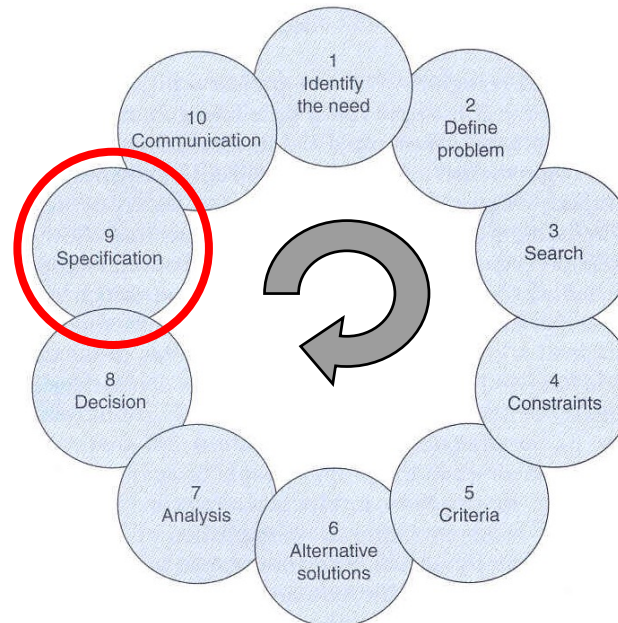 1
Identify
the need
2
Define
problem
3
Search
4
Constraints
5
Criteria
6
Alternative
solutions
7
Analysis
8
Decision
9
Specification
10
Communication